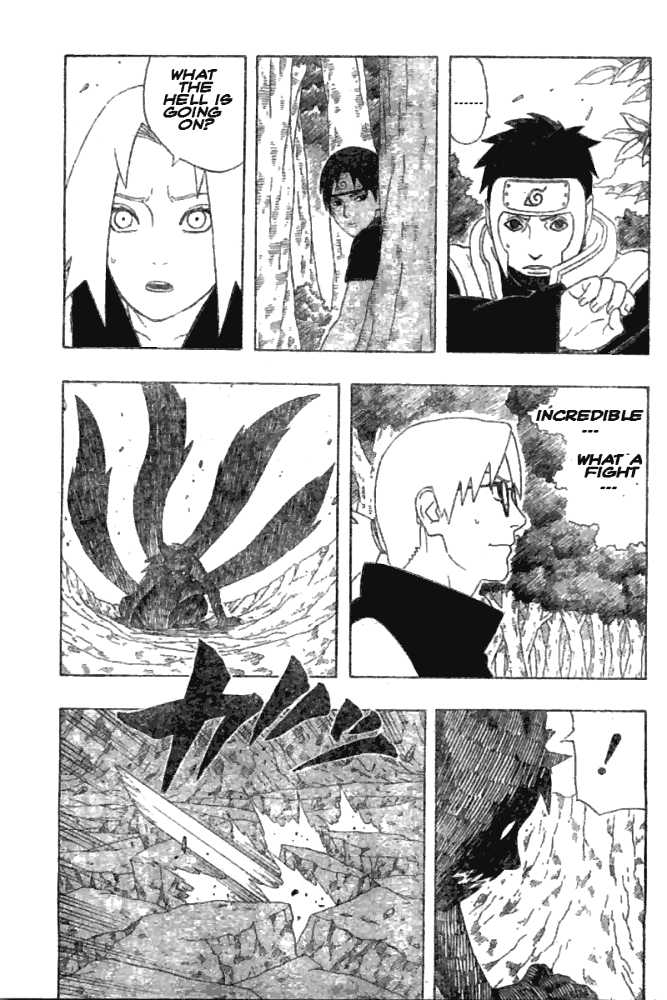 --------
WHAT
THE
HELL IS
GOING
ON?
INCREDIBLE
---
WHAT A
FIGHT
---
!